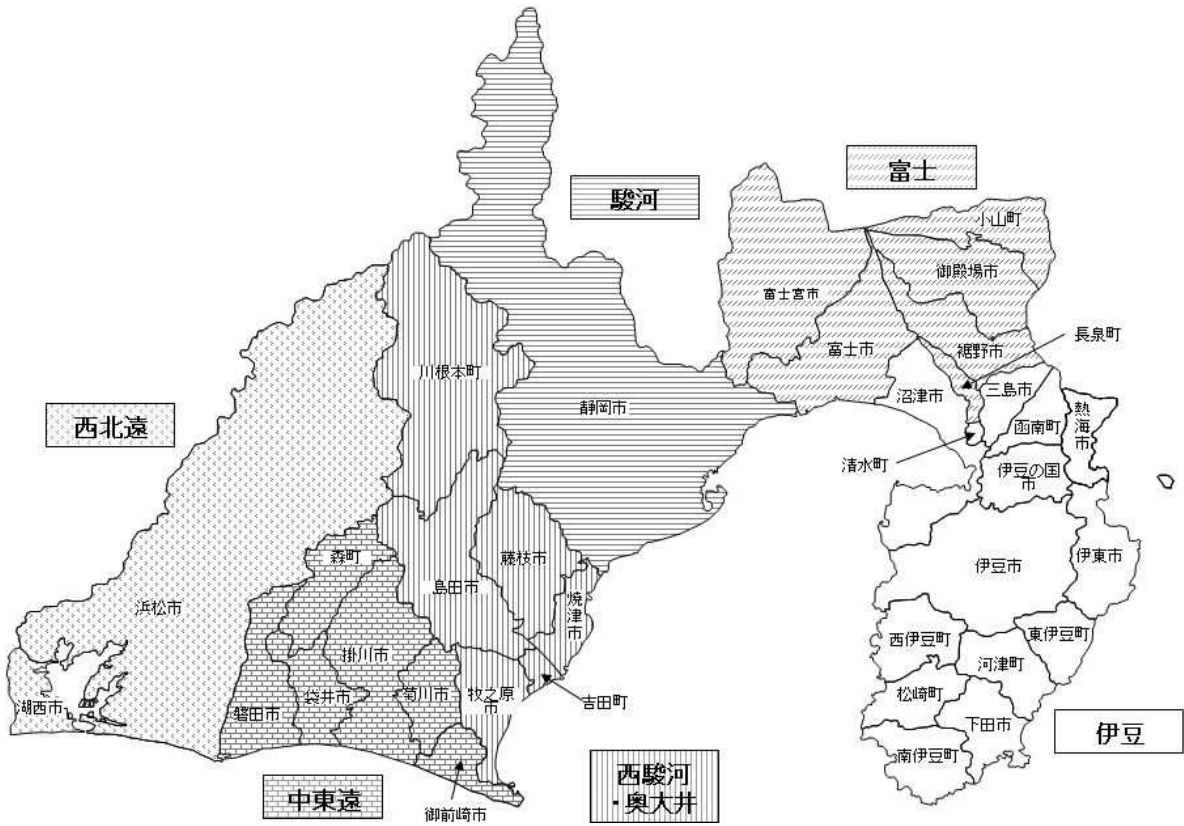 富士
駿河
小山町
御殿場市
富士宮市
長泉町
富士市
裾野市
川根本町
沼津市
三島市
熱海市
静岡市
函南町
西北遠
清水町
伊豆の国
市
森町
藤枝市
伊豆市
伊東市
島田市
焼津市
浜松市
西伊豆町
東伊豆町
掛川市
河津町
袋井市
菊川市
牧之原
市
松崎町
湖西市
磐田市
吉田町
下田市
伊豆
南伊豆町
西駿河
・奥大井
中東遠
御前崎市